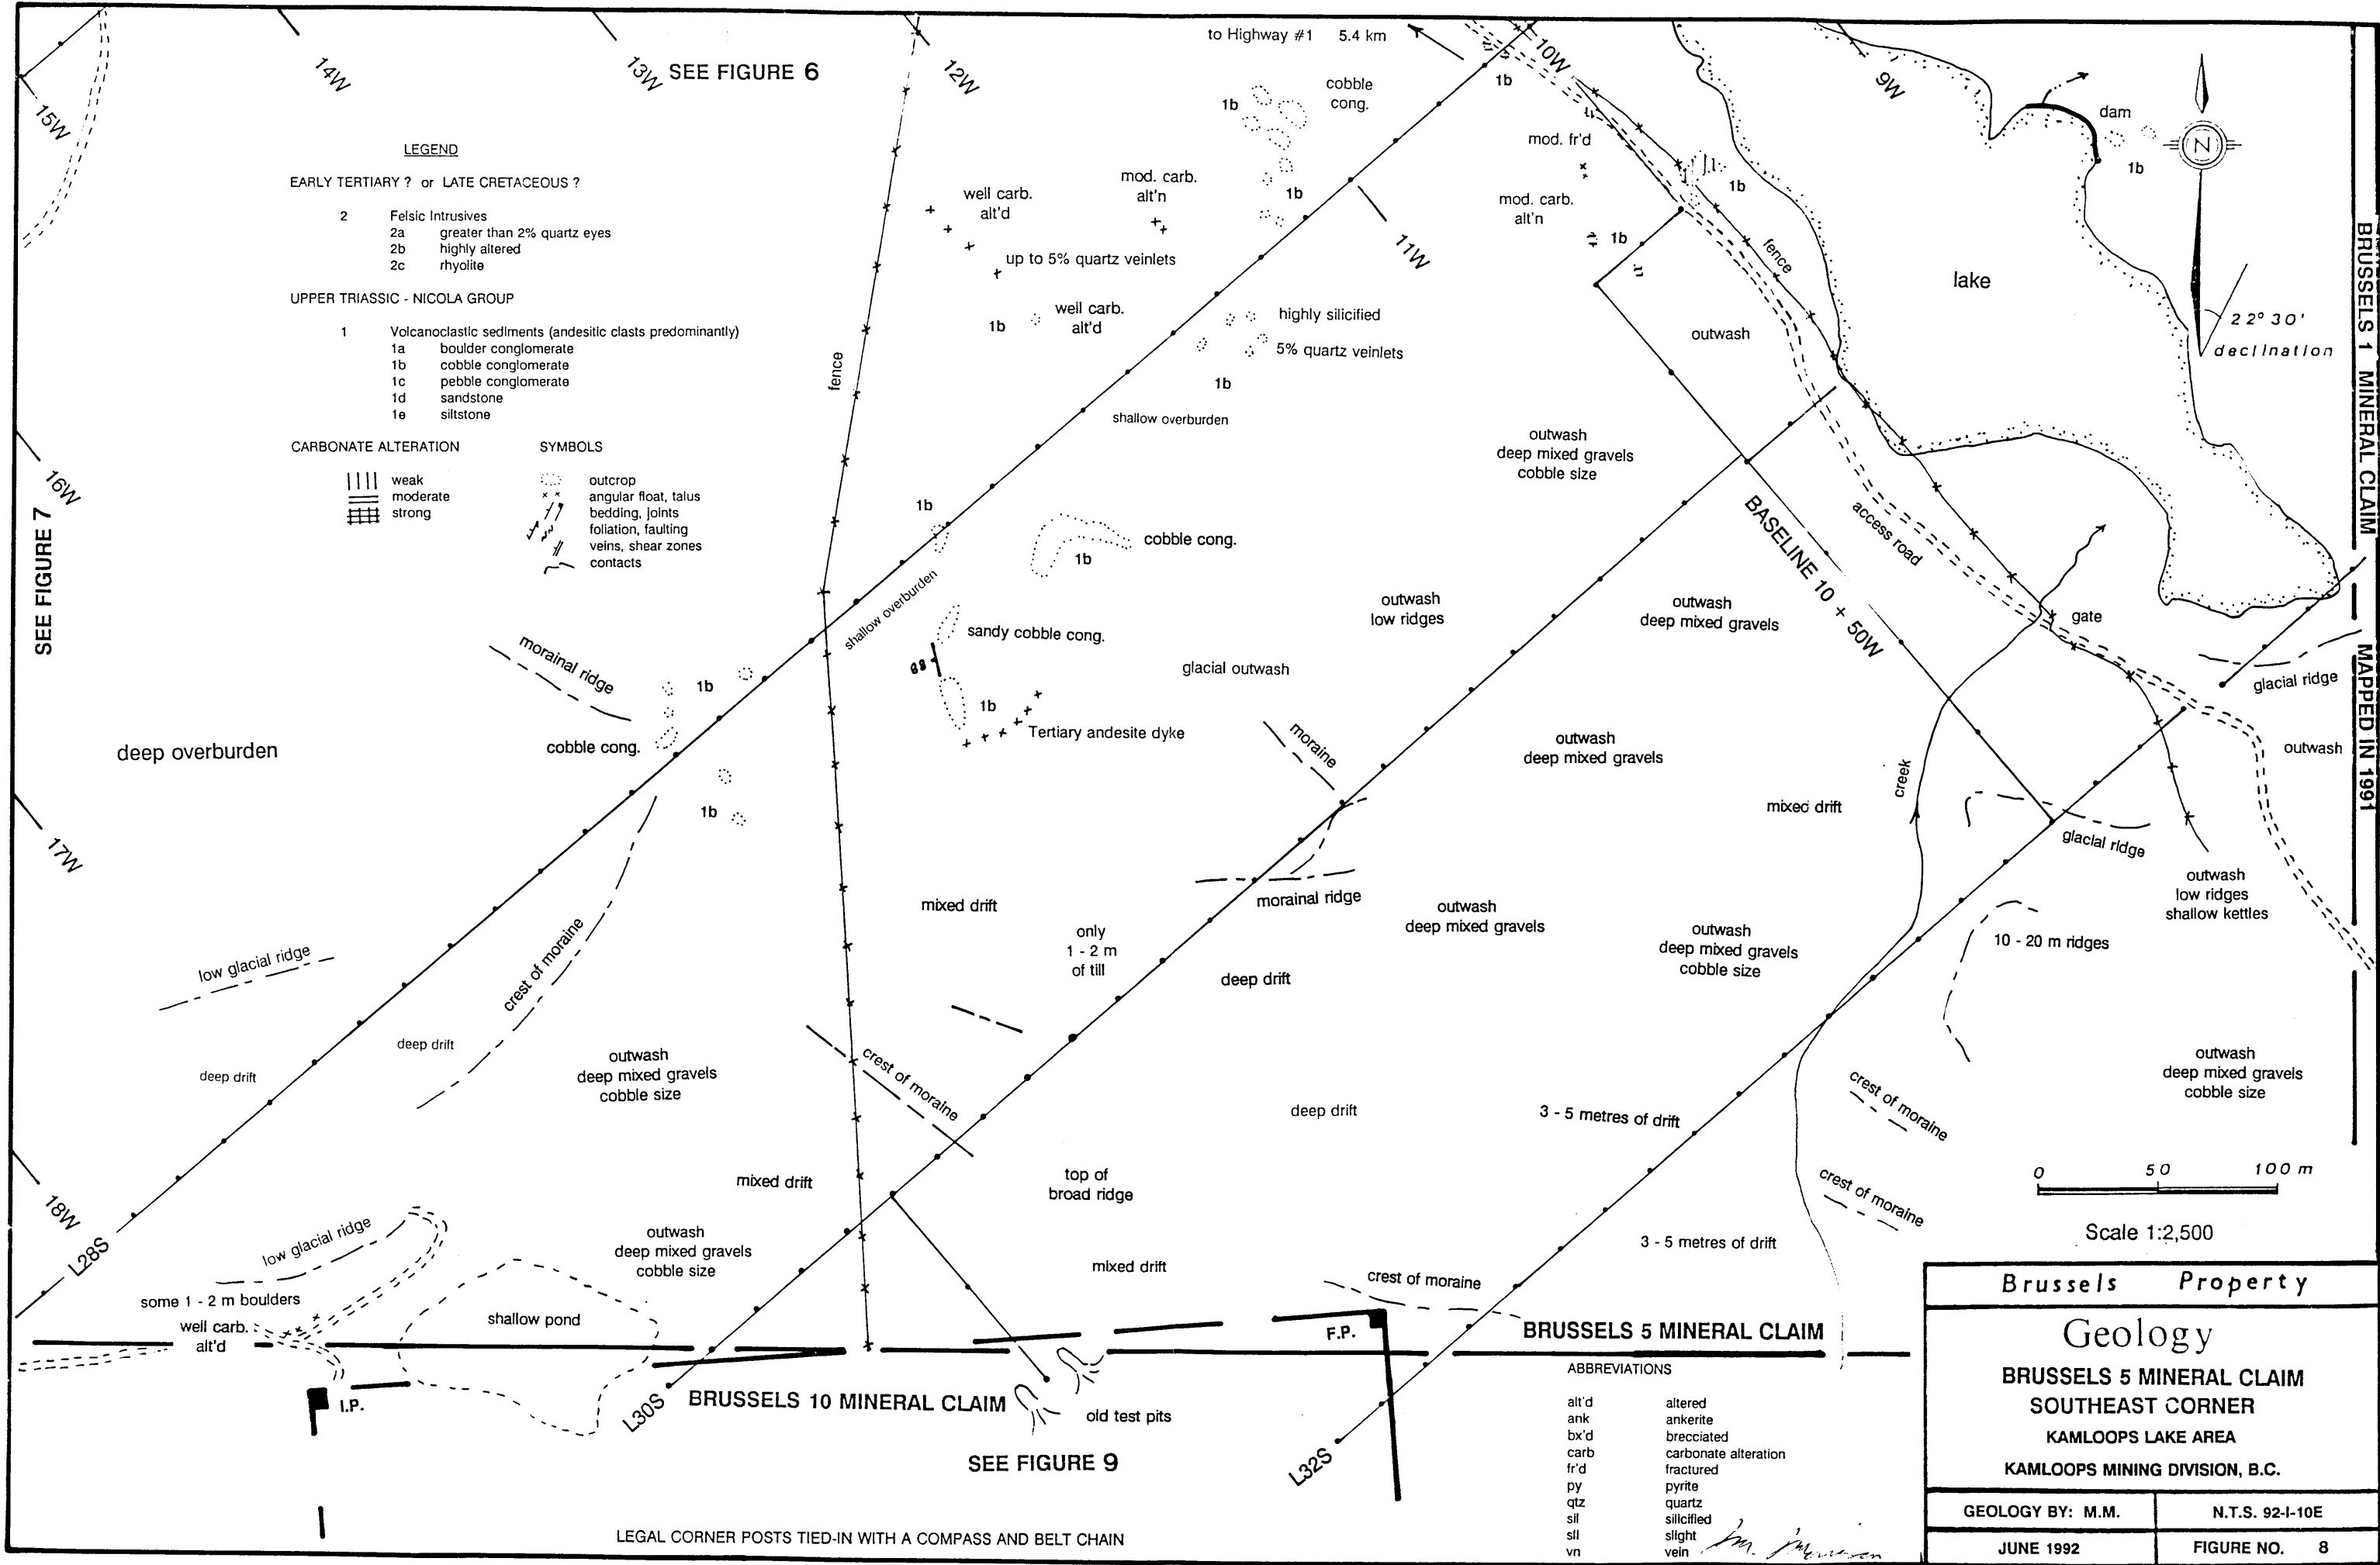 to Highway #1 5.4 km
SEE FIGURE 6
14W
13W
12W
10W
9W
15W
11W
16W
17W
18W
LEGEND
EARLY TERTIARY ? or LATE CRETACEOUS ?
2 Felsic Intrusives
2a greater than 2% quartz eyes
2b highly altered
2c rhyolite
UPPER TRIASSIC - NICOLA GROUP
1 Volcanoclastic sediments (andesitic clasts predominantly)
1a boulder conglomerate
1b cobble conglomerate
1c pebble conglomerate
1d sandstone
1e siltstone
CARBONATE ALTERATION
weak
moderate
strong
SYMBOLS
outcrop
angular float, talus
bedding, joints
foliation, faulting
veins, shear zones
contacts
SEE FIGURE 7
fence
well carb.
alt'd
mod. carb.
alt'n
up to 5% quartz veinlets
1b
well carb.
alt'd
1b
cobble
cong.
1b
1b
highly silicified
5% quartz veinlets
1b
shallow overburden
mod. fr'd
mod. carb.
alt'n
1b
1b
fence
outwash
lake
dam
1b
N
22° 30'
declination
BRUSSELS 1 MINERAL CLAIM
MAPPED IN 1991
outwash
deep mixed gravels
cobble size
BASELINE 10 + 50W
access road
gate
glacial ridge
outwash
1b
cobble cong.
1b
shallow overburden
sandy cobble cong.
88
1b
Tertiary andesite dyke
glacial outwash
outwash
low ridges
outwash
deep mixed gravels
morainal ridge
1b
cobble cong.
1b
deep overburden
moraine
outwash
deep mixed gravels
mixed drift
creek
glacial ridge
outwash
low ridges
shallow kettles
10 - 20 m ridges
morainal ridge
outwash
deep mixed gravels
outwash
deep mixed gravels
cobble size
mixed drift
only
1 - 2 m
of till
deep drift
low glacial ridge
crest of moraine
deep drift
deep drift
outwash
deep mixed gravels
cobble size
crest of moraine
deep drift
3 - 5 metres of drift
crest of moraine
outwash
deep mixed gravels
cobble size
mixed drift
top of
broad ridge
crest of moraine
0 50 100 m
Scale 1:2,500
L28S
low glacial ridge
outwash
deep mixed gravels
cobble size
mixed drift
3 - 5 metres of drift
crest of moraine
some 1 - 2 m boulders
well carb.
alt'd
shallow pond
F.P.
BRUSSELS 5 MINERAL CLAIM
I.P.
L30S
BRUSSELS 10 MINERAL CLAIM
old test pits
SEE FIGURE 9
L32S
LEGAL CORNER POSTS TIED-IN WITH A COMPASS AND BELT CHAIN
ABBREVIATIONS
alt'd altered
ank ankerite
bx'd brecciated
carb carbonate alteration
fr'd fractured
py pyrite
qtz quartz
sil silicified
sli slight
vn vein
Brussels Property
Geology
BRUSSELS 5 MINERAL CLAIM
SOUTHEAST CORNER
KAMLOOPS LAKE AREA
KAMLOOPS MINING DIVISION, B.C.
GEOLOGY BY: M.M.
N.T.S. 92-I-10E
JUNE 1992
FIGURE NO. 8